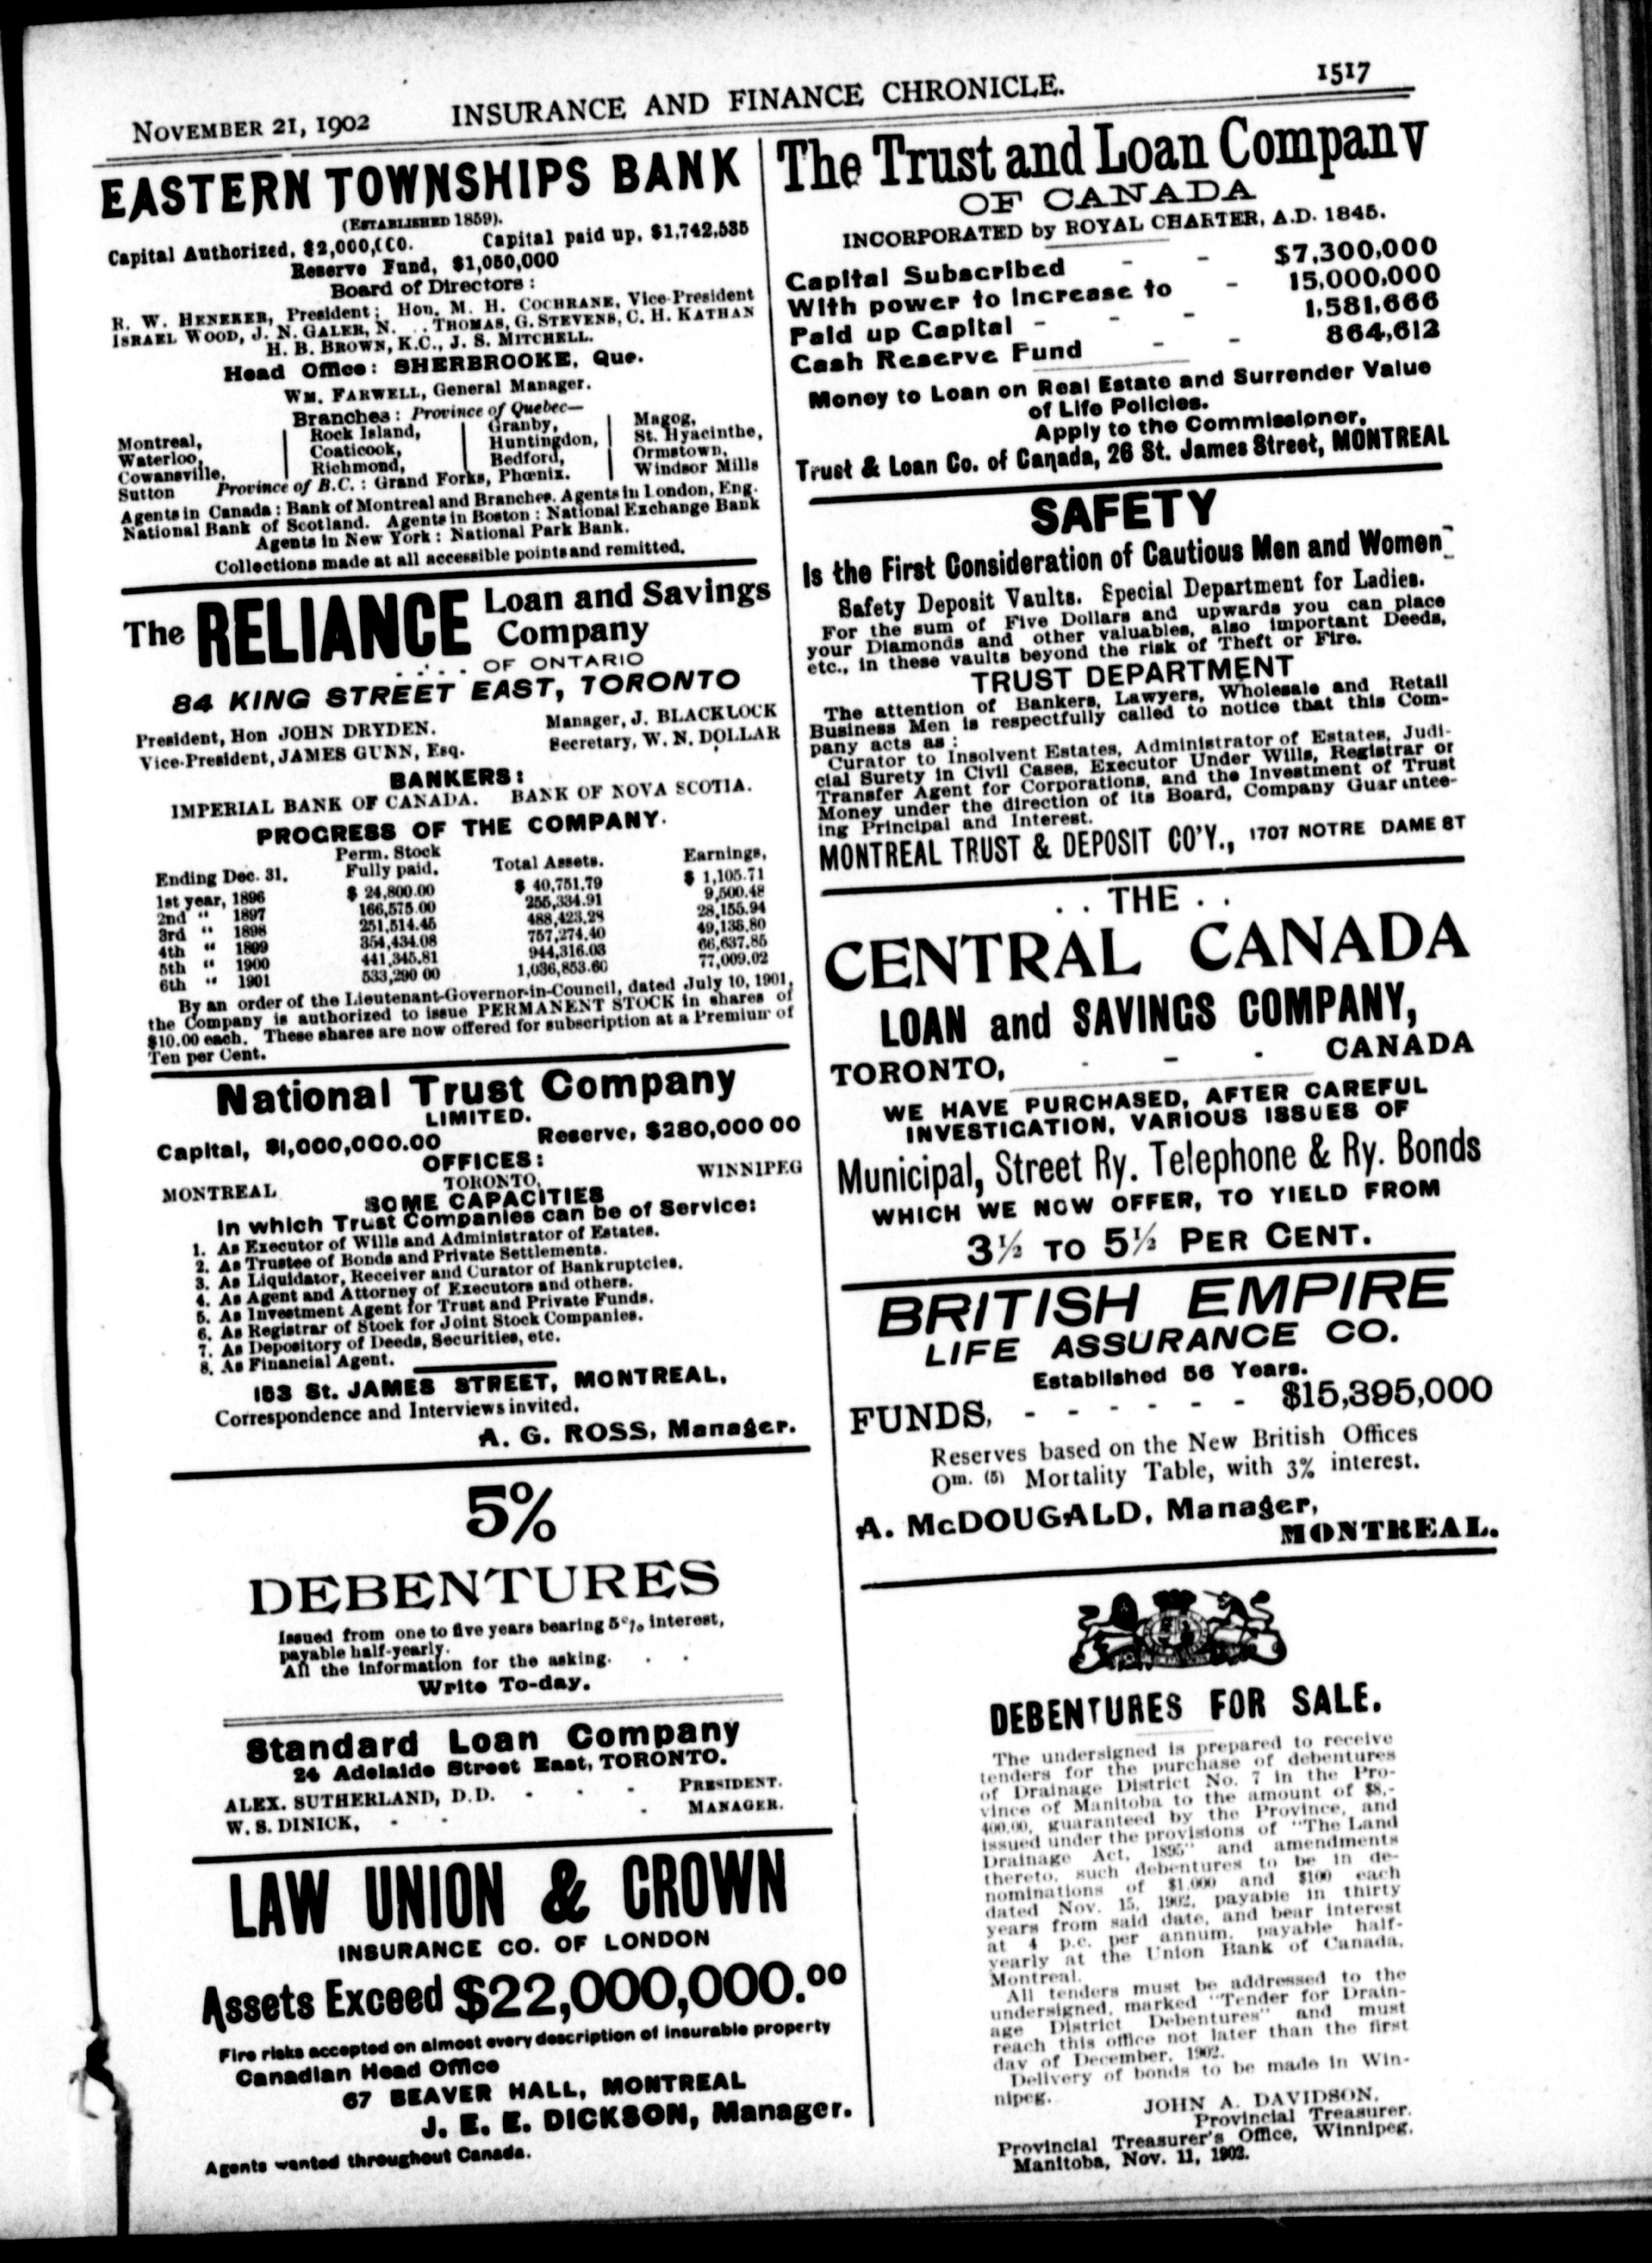 NOVEMBER 21, 1902 INSURANCE AND FINANCE CHRONICLE. 1517
EASTERN TOWNSHIPS BANK
(ESTABLISHED 1859).
Capital Authorized, $2,000,(CO. Capital paid up, $1,742,535
Reserve Fund, $1,050,000
Board of Directors:
R. W. HENEKER, President; Hon. M. H. COCHRANE, Vice-President
ISRAEL WOOD, J. N. GALER, N. . . THOMAS, G. STEVENS, C. H. KATHAN
H. B. BROWN, K.C., J. S. MITCHELL.
Head Office: SHERBROOKE, Que.
WM. FARWELL, General Manager.
Branches: Province of Quebec—
Montreal, Rock Island, Granby, Magog,
Waterloo, Coaticook, Huntingdon, St. Hyacinthe,
Cowansville, Richmond, Bedford, Ormstown,
Sutton Province of B.C.: Grand Forks, Phœnix. Windsor Mills
Agents in Canada: Bank of Montreal and Branches. Agents in London, Eng.
National Bank of Scotland. Agents in Boston: National Exchange Bank
Agents in New York: National Park Bank.
Collections made at all accessible points and remitted.
The RELIANCE Loan and Savings
Company
. . . . . OF ONTARIO
84 KING STREET EAST, TORONTO
President, Hon JOHN DRYDEN. Manager, J. BLACKLOCK
Vice-President, JAMES GUNN, Esq. Secretary, W. N. DOLLAR
BANKERS:
IMPERIAL BANK OF CANADA. BANK OF NOVA SCOTIA.
PROGRESS OF THE COMPANY.
Ending Dec. 31. Perm. Stock Fully paid. Total Assets. Earnings,
1st year, 1896 $ 24,800.00 $ 40,751.79 $ 1,105.71
2nd " 1897 166,575.00 256,334.91 9,500.48
3rd " 1898 251,514.45 488,423.28 28,155.94
4th " 1899 354,434.08 757,274.40 49,138.80
5th " 1900 441,345.81 944,316.03 66,637.85
6th " 1901 533,290 00 1,036,853.60 77,009.02
By an order of the Lieutenant-Governor-in-Council, dated July 10, 1901,
the Company is authorized to issue PERMANENT STOCK in shares of
$10.00 each. These shares are now offered for subscription at a Premium of
Ten per Cent.
National Trust Company
LIMITED.
Capital, $1,000,000.00 Reserve, $280,000 00
OFFICES:
MONTREAL TORONTO, WINNIPEG
SOME CAPACITIES
In which Trust Companies can be of Service:
1. As Executor of Wills and Administrator of Estates.
2. As Trustee of Bonds and Private Settlements.
3. As Liquidator, Receiver and Curator of Bankruptcies.
4. As Agent and Attorney of Executors and others.
5. As Investment Agent for Trust and Private Funds.
6. As Registrar of Stock for Joint Stock Companies.
7. As Depository of Deeds, Securities, etc.
8. As Financial Agent.
153 St. JAMES STREET, MONTREAL,
Correspondence and Interviews invited.
A. G. ROSS, Manager.
5%
DEBENTURES
Issued from one to five years bearing 5% interest,
payable half-yearly.
All the information for the asking. . .
Write To-day.
Standard Loan Company
24 Adelaide Street East, TORONTO.
ALEX. SUTHERLAND, D.D. - - - PRESIDENT.
W. S. DINICK, - - - MANAGER.
LAW UNION & CROWN
INSURANCE CO. OF LONDON
Assets Exceed $22,000,000.00
Fire risks accepted on almost every description of insurable property
Canadian Head Office
67 BEAVER HALL, MONTREAL
J. E. E. DICKSON, Manager.
Agents wanted throughout Canada.
The Trust and Loan Company
OF CANADA
INCORPORATED by ROYAL CHARTER, A.D. 1845.
Capital Subscribed - - $7,300,000
With power to increase to - 15,000,000
Paid up Capital - - - 1,581,666
Cash Reserve Fund - - 864,612
Money to Loan on Real Estate and Surrender Value
of Life Policies.
Apply to the Commissioner,
Trust & Loan Co. of Canada, 26 St. James Street, MONTREAL
SAFETY
Is the First Consideration of Cautious Men and Women
Safety Deposit Vaults. Special Department for Ladies.
For the sum of Five Dollars and upwards you can place
your Diamonds and other valuables, also important Deeds,
etc., in these vaults beyond the risk of Theft or Fire.
TRUST DEPARTMENT
The attention of Bankers, Lawyers, Wholesale and Retail
Business Men is respectfully called to notice that this Com-
pany acts as:
Curator to Insolvent Estates, Administrator of Estates, Judi-
cial Surety in Civil Cases, Executor Under Wills, Registrar or
Transfer Agent for Corporations, and the Investment of Trust
Money under the direction of its Board, Company Guarantee-
ing Principal and Interest.
MONTREAL TRUST & DEPOSIT CO'Y., 1707 NOTRE DAME ST
. . THE . .
CENTRAL CANADA
LOAN and SAVINGS COMPANY,
TORONTO, - - - CANADA
WE HAVE PURCHASED, AFTER CAREFUL
INVESTIGATION, VARIOUS ISSUES OF
Municipal, Street Ry. Telephone & Ry. Bonds
WHICH WE NOW OFFER, TO YIELD FROM
3½ TO 5½ PER CENT.
BRITISH EMPIRE
LIFE ASSURANCE CO.
Established 56 Years.
FUNDS, - - - - - - $15,395,000
Reserves based on the New British Offices
Om. (5) Mortality Table, with 3% interest.
A. McDOUGALD, Manager,
MONTREAL.
DEBENTURES FOR SALE.
The undersigned is prepared to receive
tenders for the purchase of debentures
of Drainage District No. 7 in the Pro-
vince of Manitoba to the amount of $8,-
400.00, guaranteed by the Province, and
issued under the provisions of "The Land
Drainage Act, 1895" and amendments
thereto, such debentures to be in de-
nominations of $1,000 and $100 each
dated Nov. 15, 1902, payable in thirty
years from said date, and bear interest
at 4 p.c. per annum, payable half-
yearly at the Union Bank of Canada,
Montreal.
All tenders must be addressed to the
undersigned, marked "Tender for Drain-
age District Debentures" and must
reach this office not later than the first
day of December, 1902.
Delivery of bonds to be made in Win-
nipeg.
JOHN A. DAVIDSON,
Provincial Treasurer.
Provincial Treasurer's Office, Winnipeg,
Manitoba, Nov. 11, 1902.